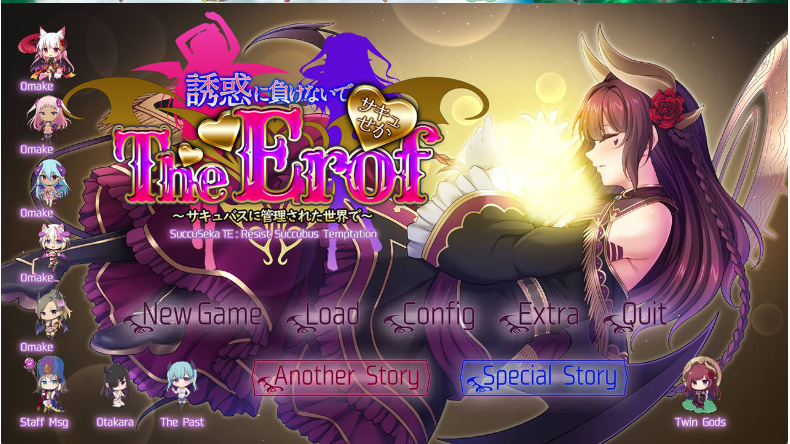 誘惑に負けないで
サキュ
せか
The Erof
～サキュバスに管理された世界で～
SuccuSeka TE : Resist Succubus Temptation
Omake
Omake
Omake
Omake
Omake
New Game
Load
Config
Extra
Quit
Another Story
Special Story
Staff Msg
Otakara
The Past
Twin Gods